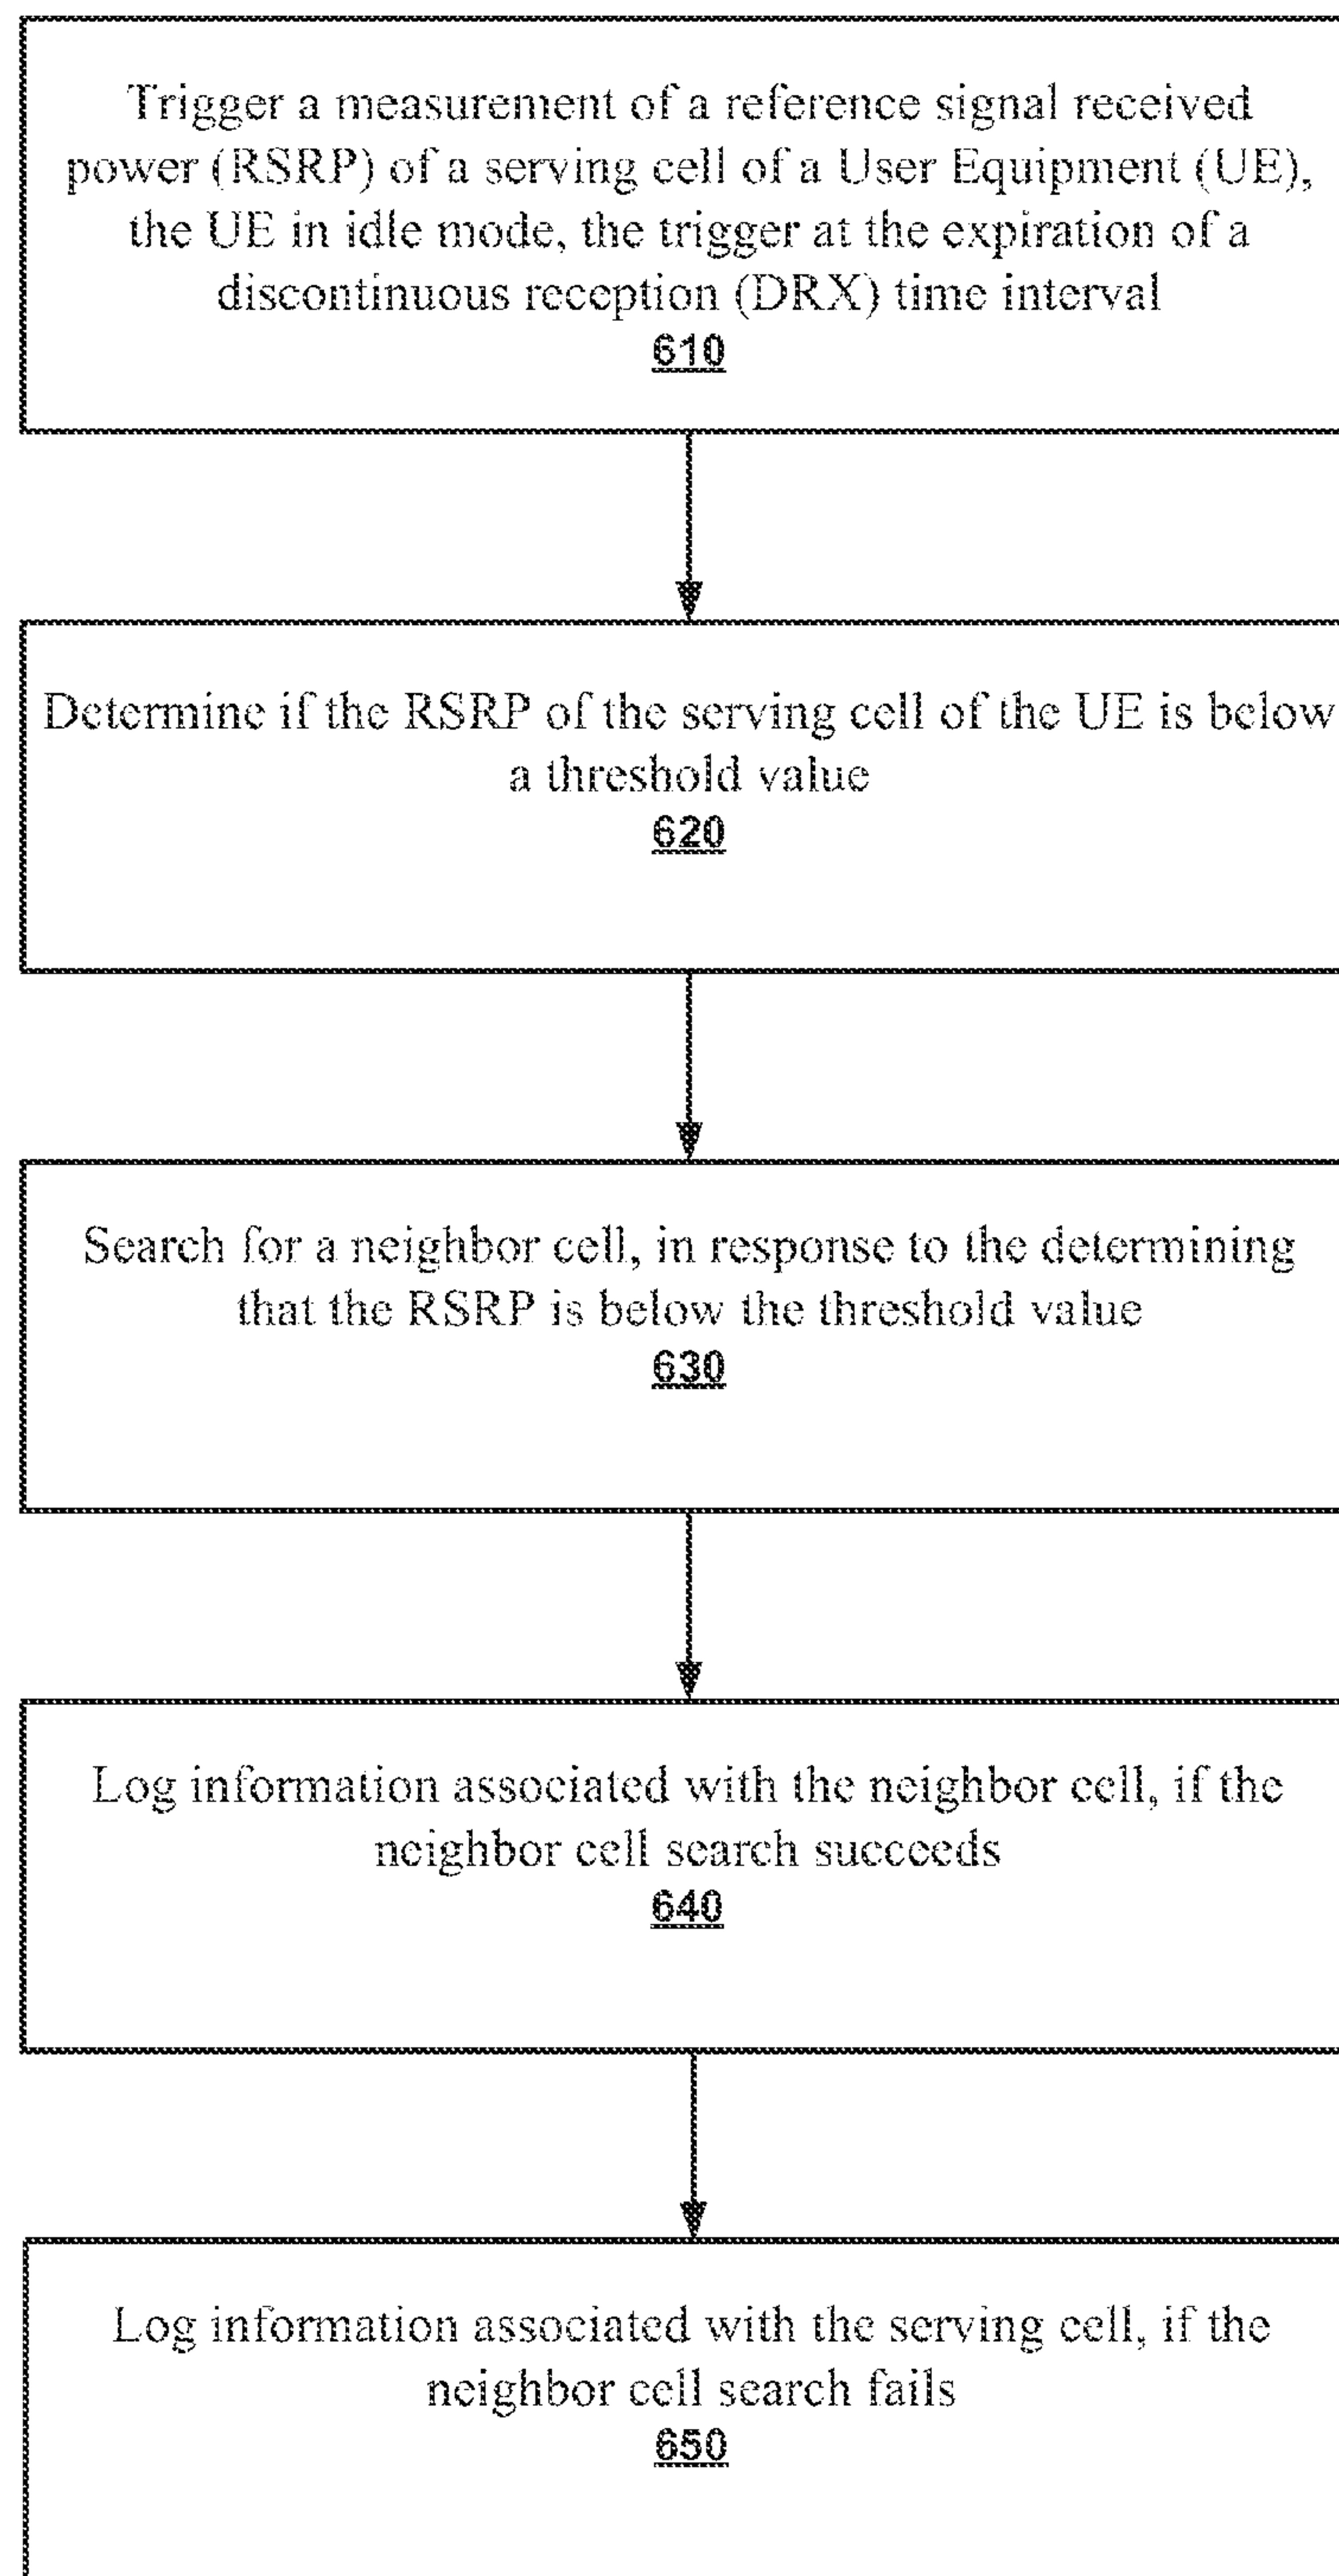 Trigger a measurement of a reference signal received
power (RSRP) of a serving cell of a User Equipment (UE),
the UE in idle mode, the trigger at the expiration of a
discontinuous reception (DRX) time interval
610
Determine if the RSRP of the serving cell of the UE is below
a threshold value
620
Search for a neighbor cell, in response to the determining
that the RSRP is below the threshold value
630
Log information associated with the neighbor cell, if the
neighbor cell search succeeds
640
Log information associated with the serving cell, if the
neighbor cell search fails
650